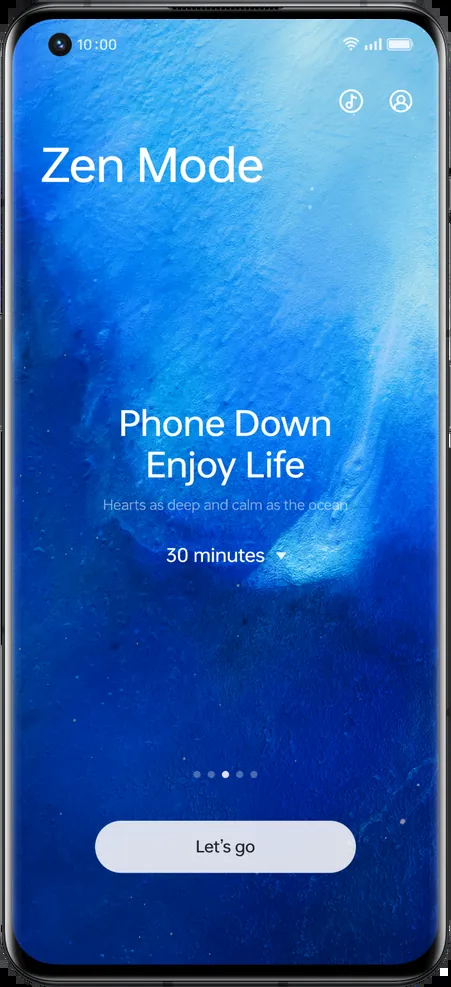 10:00
Zen Mode
Phone Down
Enjoy Life
Hearts as deep and calm as the ocean
30 minutes
Let's go